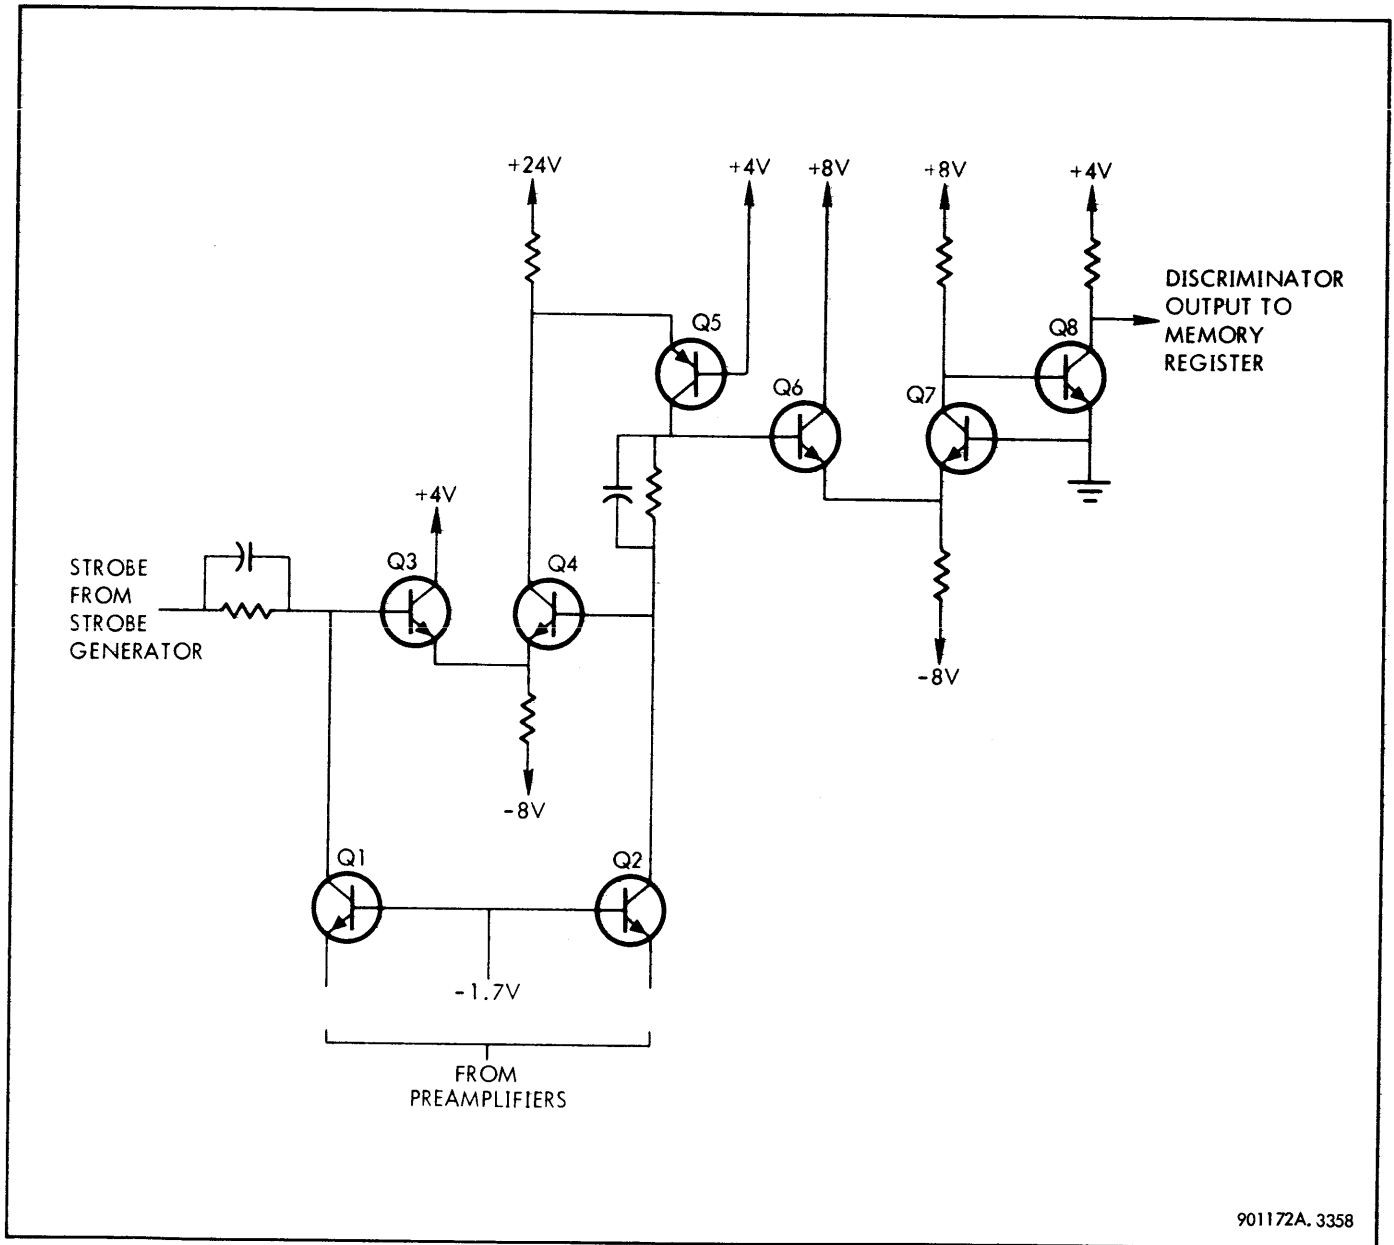 +24V
+4V
+8V
+8V
+4V
DISCRIMINATOR
OUTPUT TO
MEMORY
REGISTER
Q5
Q8
Q6
Q7
+4V
STROBE
FROM
STROBE
GENERATOR
Q3
Q4
-8V
-8V
Q1
Q2
-1.7V
FROM
PREAMPLIFIERS
901172A. 3358